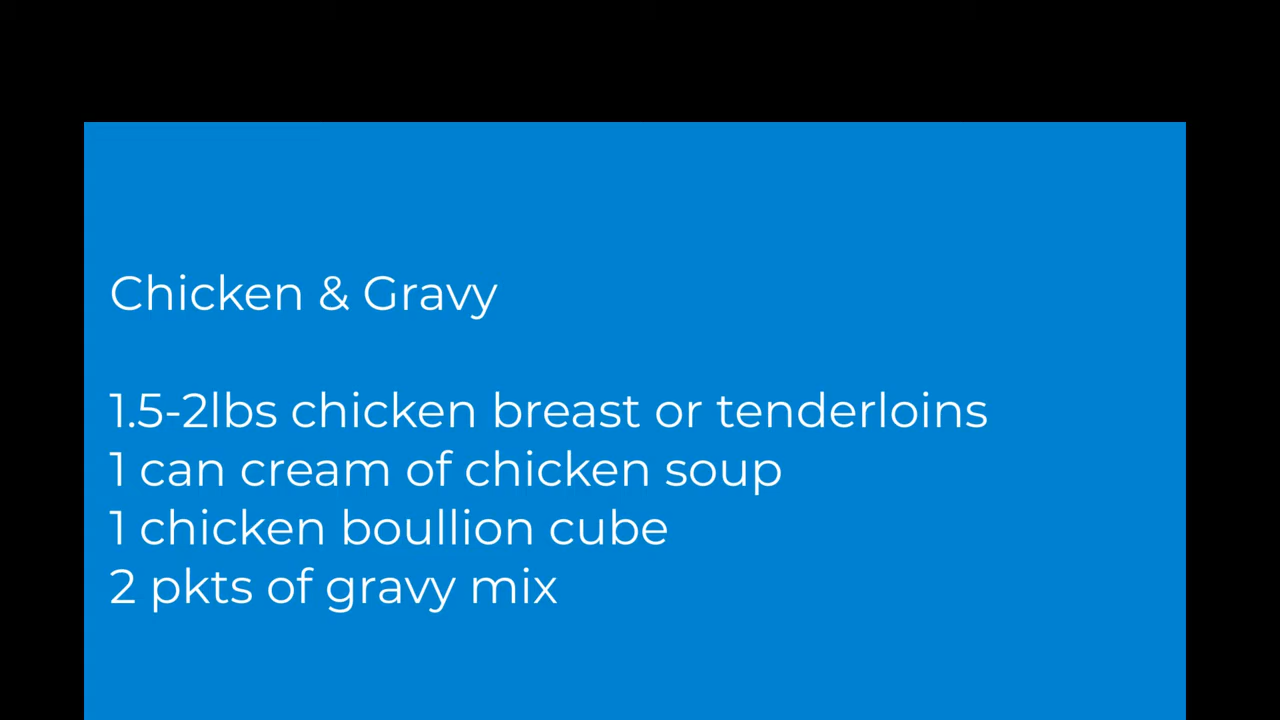 Chicken & Gravy
1.5-2lbs chicken breast or tenderloins
1 can cream of chicken soup
1 chicken boullion cube
2 pkts of gravy mix